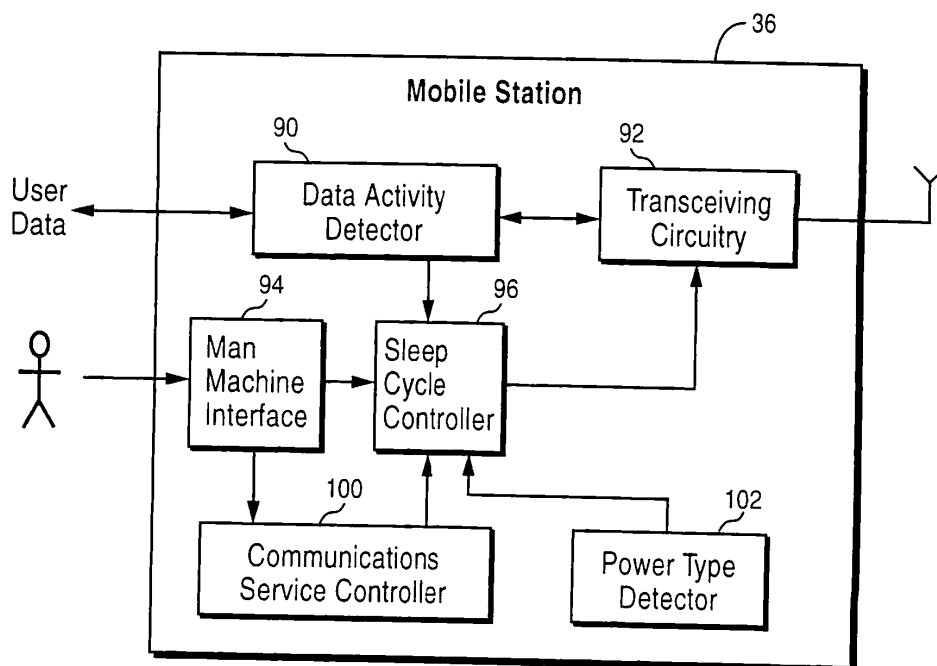 36
Mobile Station
90
92
User
Data
Data Activity
Detector
Transceiving
Circuitry
94
96
Man
Machine
Interface
Sleep
Cycle
Controller
100
102
Communications
Service Controller
Power Type
Detector